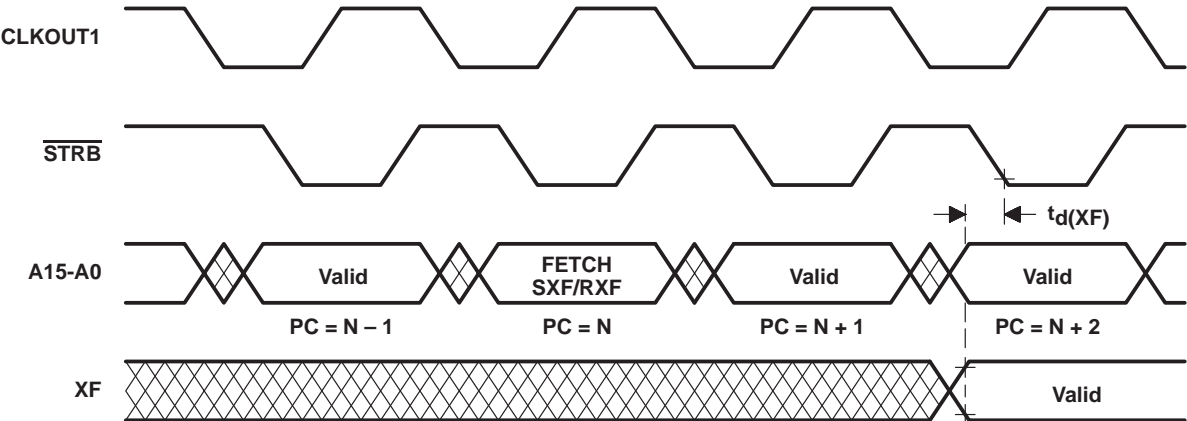 CLKOUT1
STRB
td(XF)
A15-A0
Valid
FETCH
SXF/RXF
Valid
Valid
PC = N – 1
PC = N
PC = N + 1
PC = N + 2
XF
Valid